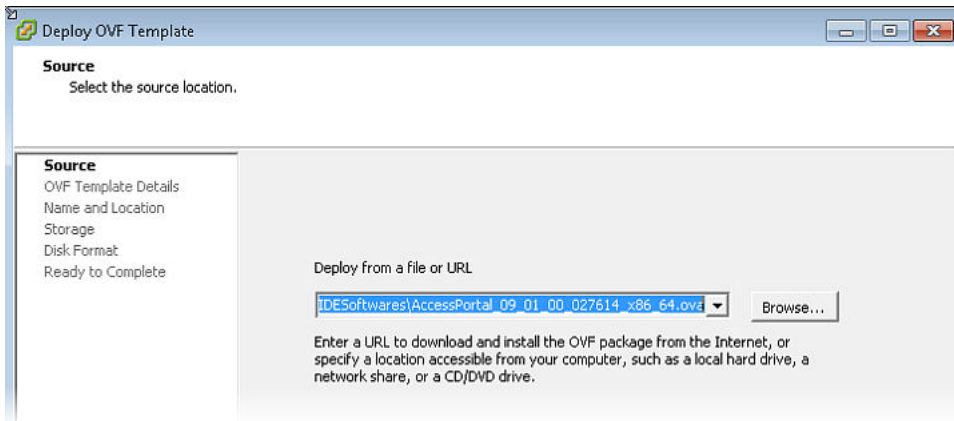 Deploy OVF Template
Source
Select the source location.
Source
OVF Template Details
Name and Location
Storage
Disk Format
Ready to Complete
Deploy from a file or URL
IDESoftwares\AccessPortal_09_01_00_027614_x86_64.ova
Browse...
Enter a URL to download and install the OVF package from the Internet, or
specify a location accessible from your computer, such as a local hard drive, a
network share, or a CD/DVD drive.